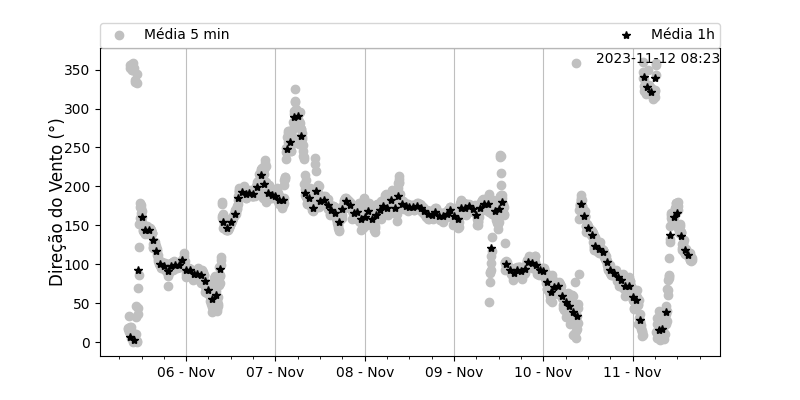 Média 5 min
Média 1h
2023-11-12 08:23
Direção do Vento (°)
350
300
250
200
150
100
50
0
06 - Nov
07 - Nov
08 - Nov
09 - Nov
10 - Nov
11 - Nov